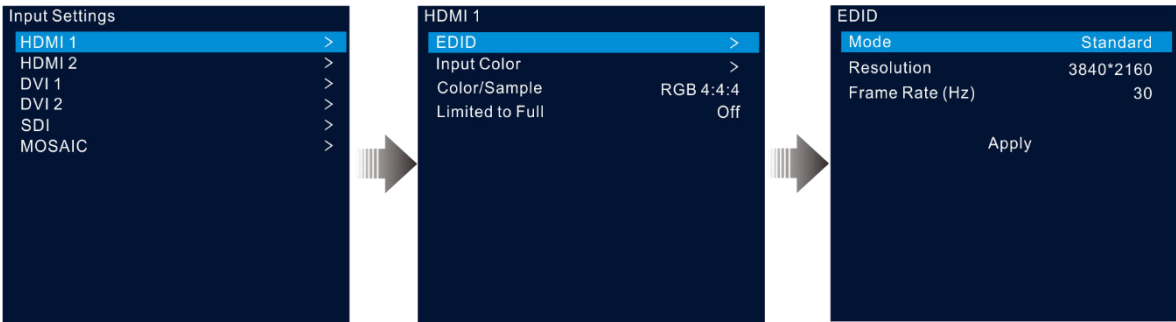 Input Settings
HDMI 1 >
HDMI 2 >
DVI 1 >
DVI 2 >
SDI >
MOSAIC >
HDMI 1
EDID >
Input Color >
Color/Sample RGB 4:4:4
Limited to Full Off
EDID
Mode Standard
Resolution 3840*2160
Frame Rate (Hz) 30
Apply